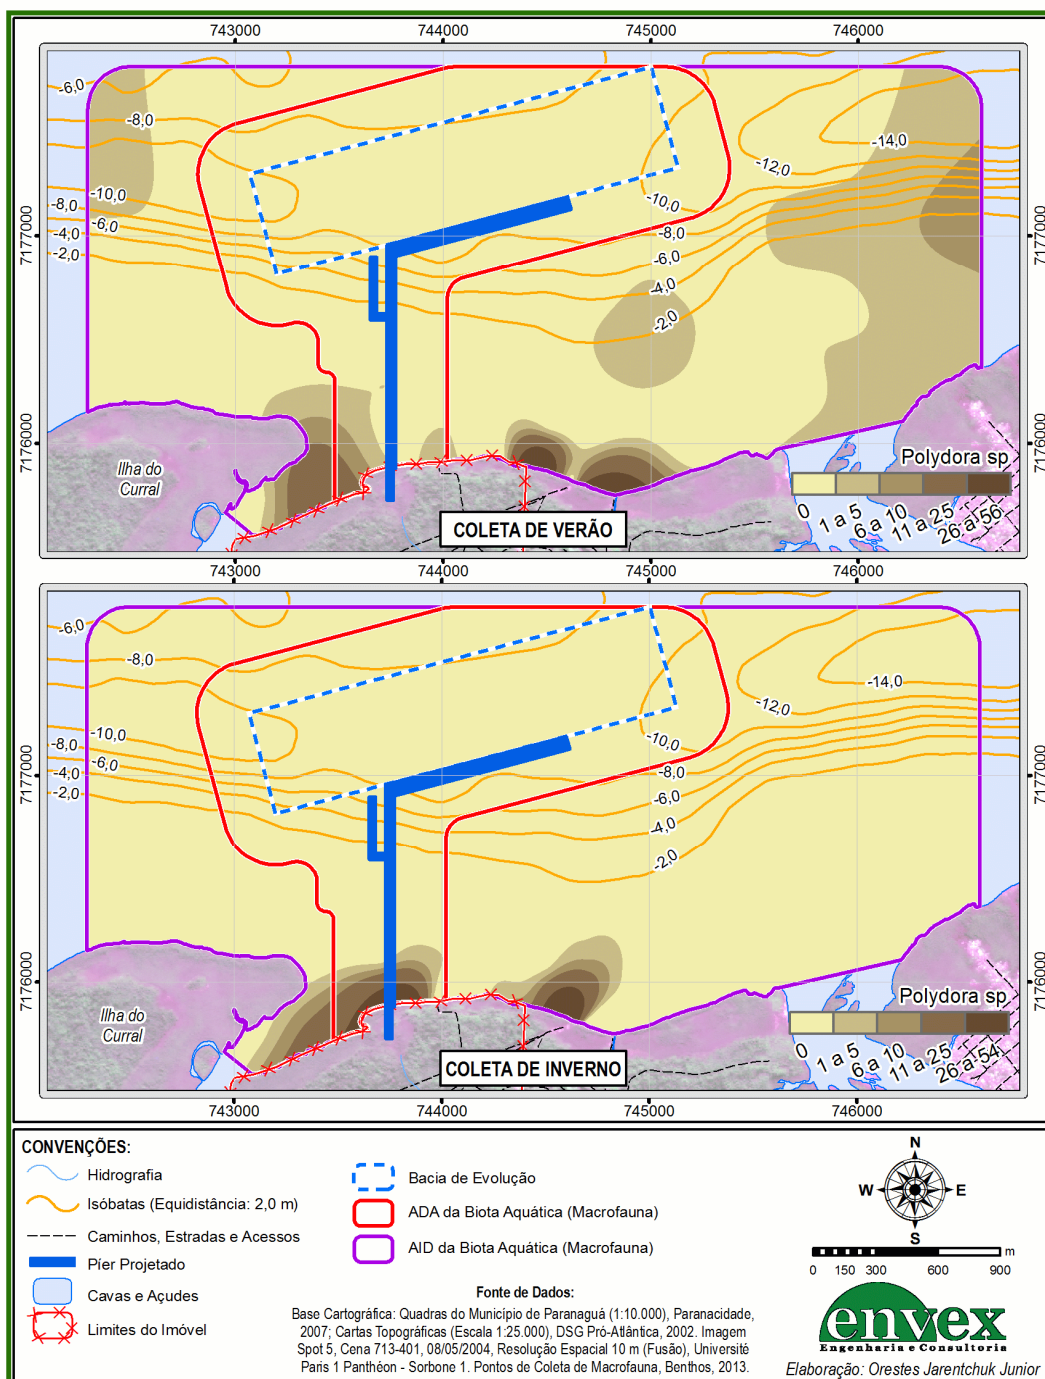 743000 744000 745000 746000
-6,0
-8,0
-14,0
-12,0
-10,0
-10,0
-8,0
-6,0
-4,0
-2,0
-8,0
-6,0
-4,0
-2,0
7177000 7177000
7176000 7176000
Ilha do
Curral
Polydora sp
0 1 a 5 6 a 10 11 a 25 26 a 56
COLETA DE VERÃO
743000 744000 745000 746000
-6,0
-8,0
-14,0
-12,0
-10,0
-10,0
-8,0
-6,0
-4,0
-2,0
-8,0
-6,0
-4,0
-2,0
7177000 7177000
7176000 7176000
Ilha do
Curral
Polydora sp
0 1 a 5 6 a 10 11 a 25 26 a 54
COLETA DE INVERNO
743000 744000 745000 746000
CONVENÇÕES:
Hidrografia
Isóbatas (Equidistância: 2,0 m)
Caminhos, Estradas e Acessos
Píer Projetado
Cavas e Açudes
Limites do Imóvel
Bacia de Evolução
ADA da Biota Aquática (Macrofauna)
AID da Biota Aquática (Macrofauna)
N
W E
S
m
0 150 300 600 900
Fonte de Dados:
Base Cartográfica: Quadras do Município de Paranaguá (1:10.000), Paranacidade,
2007; Cartas Topográficas (Escala 1:25.000), DSG Pró-Atlântica, 2002. Imagem
Spot 5, Cena 713-401, 08/05/2004, Resolução Espacial 10 m (Fusão), Université
Paris 1 Panthéon - Sorbone 1. Pontos de Coleta de Macrofauna, Benthos, 2013.
envex
Engenharia e Consultoria
Elaboração: Orestes Jarentchuk Junior